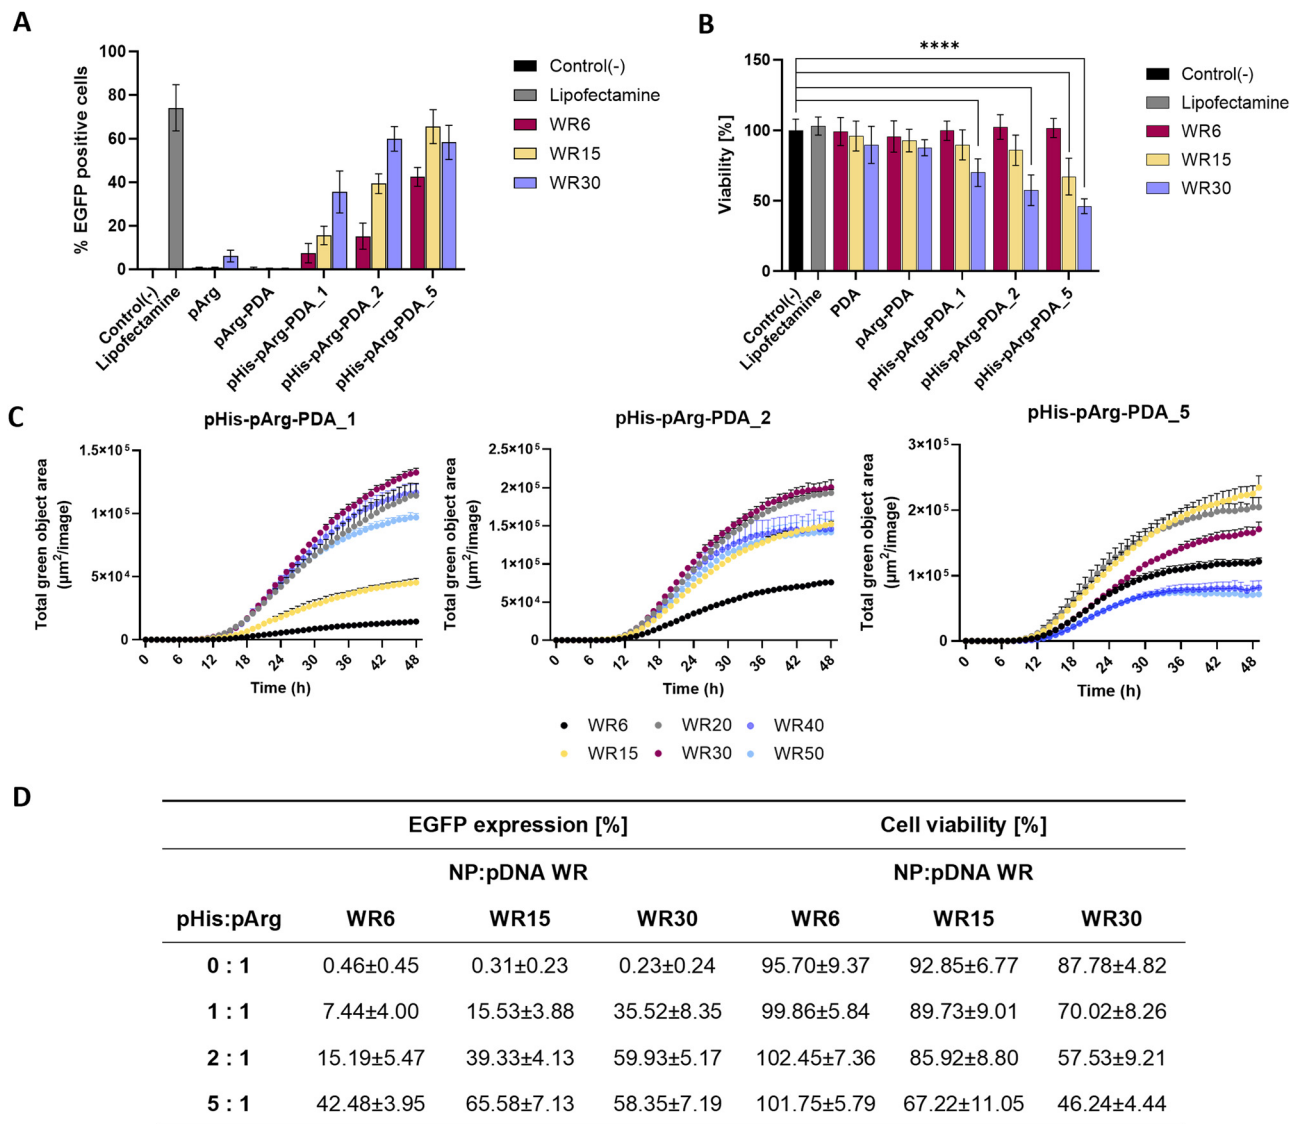 A
% EGFP positive cells
100
80
60
40
20
0
Control(-)
Lipofectamine
pArg
pArg-PDA
pHis-pArg-PDA_1
pHis-pArg-PDA_2
pHis-pArg-PDA_5
Control(-)
Lipofectamine
WR6
WR15
WR30
B
Viability [%]
150
100
50
0
****
Control(-)
Lipofectamine
PDA
pArg-PDA
pHis-pArg-PDA_1
pHis-pArg-PDA_2
pHis-pArg-PDA_5
Control(-)
Lipofectamine
WR6
WR15
WR30
C
pHis-pArg-PDA_1
Total green object area
(µm²/image)
1.5×10⁵
1×10⁵
5×10⁴
0
0 6 12 18 24 30 36 42 48
Time (h)
pHis-pArg-PDA_2
Total green object area
(µm²/image)
2.5×10⁵
2×10⁵
1.5×10⁵
1×10⁵
5×10⁴
0
0 6 12 18 24 30 36 42 48
Time (h)
pHis-pArg-PDA_5
Total green object area
(µm²/image)
3×10⁵
2×10⁵
1×10⁵
0
0 6 12 18 24 30 36 42 48
Time (h)
WR6 WR20 WR40
WR15 WR30 WR50
D
EGFP expression [%] Cell viability [%]
NP:pDNA WR NP:pDNA WR
pHis:pArg WR6 WR15 WR30 WR6 WR15 WR30
0 : 1 0.46±0.45 0.31±0.23 0.23±0.24 95.70±9.37 92.85±6.77 87.78±4.82
1 : 1 7.44±4.00 15.53±3.88 35.52±8.35 99.86±5.84 89.73±9.01 70.02±8.26
2 : 1 15.19±5.47 39.33±4.13 59.93±5.17 102.45±7.36 85.92±8.80 57.53±9.21
5 : 1 42.48±3.95 65.58±7.13 58.35±7.19 101.75±5.79 67.22±11.05 46.24±4.44